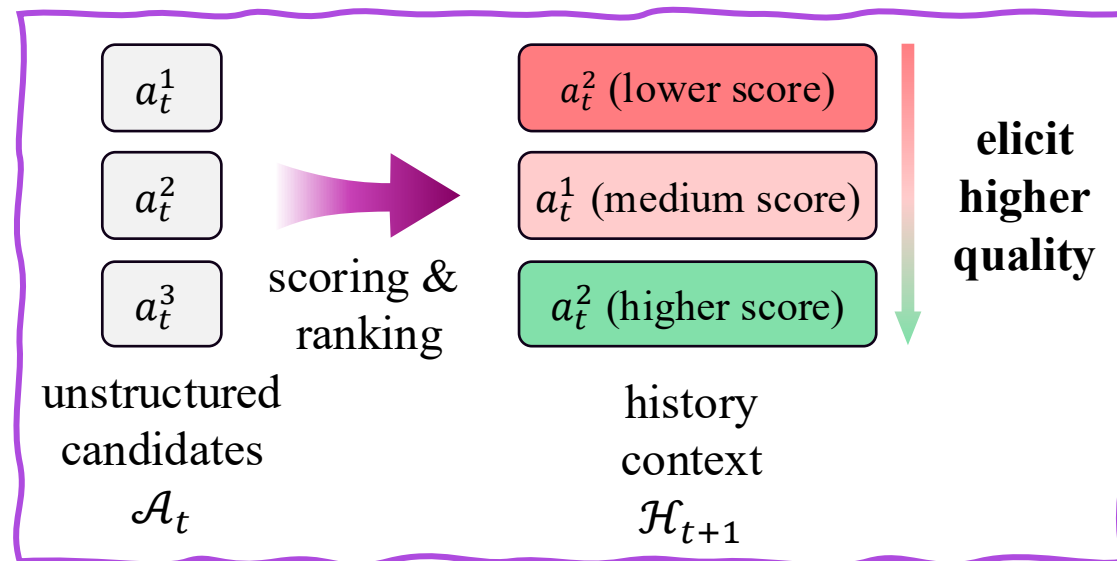 a_t^1
a_t^2
a_t^3
unstructured
candidates
𝒜_t
scoring &
ranking
a_t^2 (lower score)
a_t^1 (medium score)
a_t^2 (higher score)
history
context
ℋ_{t+1}
elicit
higher
quality